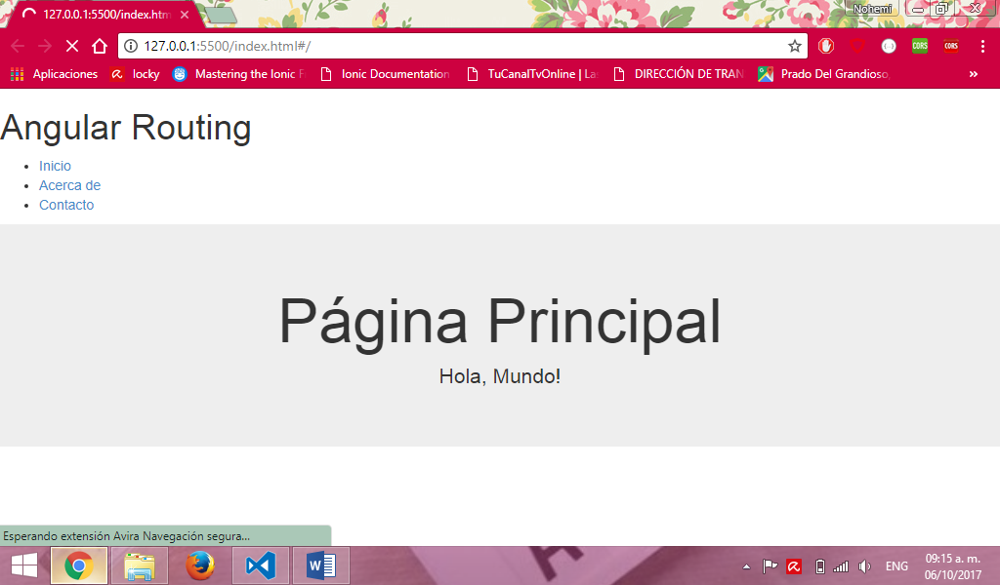 127.0.0.1:5500/index.htm
Nohemi
127.0.0.1:5500/index.html#/
CORS
CORS
Aplicaciones
locky
Mastering the Ionic F
Ionic Documentation
TuCanalTvOnline | La
DIRECCIÓN DE TRAN
Prado Del Grandioso,
»
Angular Routing
• Inicio
• Acerca de
• Contacto
Página Principal
Hola, Mundo!
Esperando extensión Avira Navegación segura...
ENG
09:15 a. m.
06/10/2017